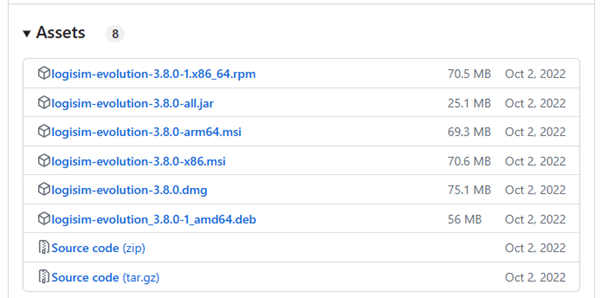 Assets 8
logisim-evolution-3.8.0-1.x86_64.rpm 70.5 MB Oct 2, 2022
logisim-evolution-3.8.0-all.jar 25.1 MB Oct 2, 2022
logisim-evolution-3.8.0-arm64.msi 69.3 MB Oct 2, 2022
logisim-evolution-3.8.0-x86.msi 70.6 MB Oct 2, 2022
logisim-evolution-3.8.0.dmg 75.1 MB Oct 2, 2022
logisim-evolution_3.8.0-1_amd64.deb 56 MB Oct 2, 2022
Source code (zip) Oct 2, 2022
Source code (tar.gz) Oct 2, 2022